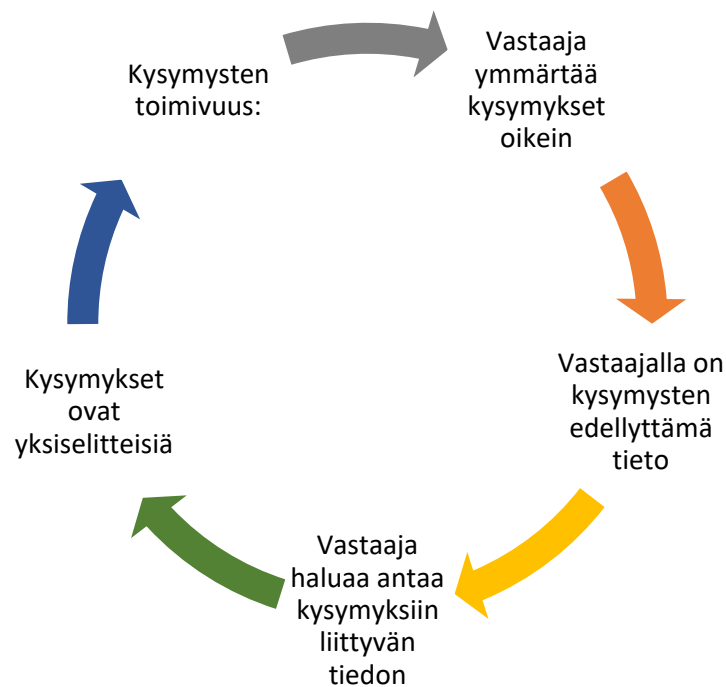 Kysymysten
toimivuus:
Vastaaja
ymmärtää
kysymykset
oikein
Vastaajalla on
kysymysten
edellyttämä
tieto
Vastaaja
haluaa antaa
kysymyksiin
liittyvän
tiedon
Kysymykset
ovat
yksiselitteisiä